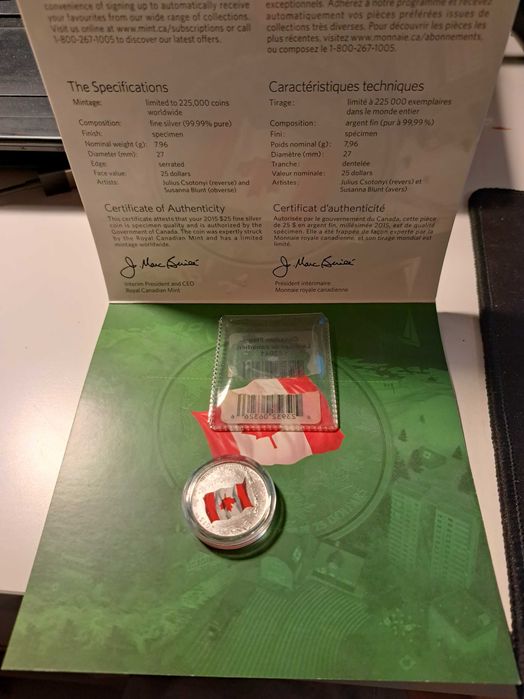 convenience of signing up to automatically receive
your favourites from our wide range of collections.
Visit us online at www.mint.ca/subscriptions or call
1-800-267-1005 to discover our latest offers.
exceptionnels. Adhérez à notre programme et recevez
automatiquement vos pièces préférées issues de
collections très diverses. Pour découvrir les pièces les
plus récentes, visitez www.monnaie.ca/abonnements,
ou composez le 1-800-267-1005.
The Specifications
Mintage: limited to 225,000 coins
worldwide
Composition: fine silver (99.99% pure)
Finish: specimen
Nominal weight (g): 7.96
Diameter (mm): 27
Edge: serrated
Face value: 25 dollars
Artists: Julius Csotonyi (reverse) and
Susanna Blunt (obverse)
Caractéristiques techniques
Tirage: limité à 225 000 exemplaires
dans le monde entier
Composition: argent fin (pur à 99,99 %)
Fini: spécimen
Poids nominal (g): 7,96
Diamètre (mm): 27
Tranche: dentelée
Valeur nominale: 25 dollars
Artistes: Julius Csotonyi (revers) et
Susanna Blunt (avers)
Certificate of Authenticity
This certificate attests that your 2015 $25 fine silver
coin is specimen quality and is authorized by the
Government of Canada. The coin was expertly struck
by the Royal Canadian Mint and has a limited
mintage worldwide.
Interim President and CEO
Royal Canadian Mint
Certificat d'authenticité
Autorisée par le gouvernement du Canada, cette pièce
de 25 $ en argent fin, millésimée 2015, est de qualité
spécimen. Elle a été frappée de façon experte par la
Monnaie royale canadienne, et son tirage mondial est
limité.
Président intérimaire
Monnaie royale canadienne